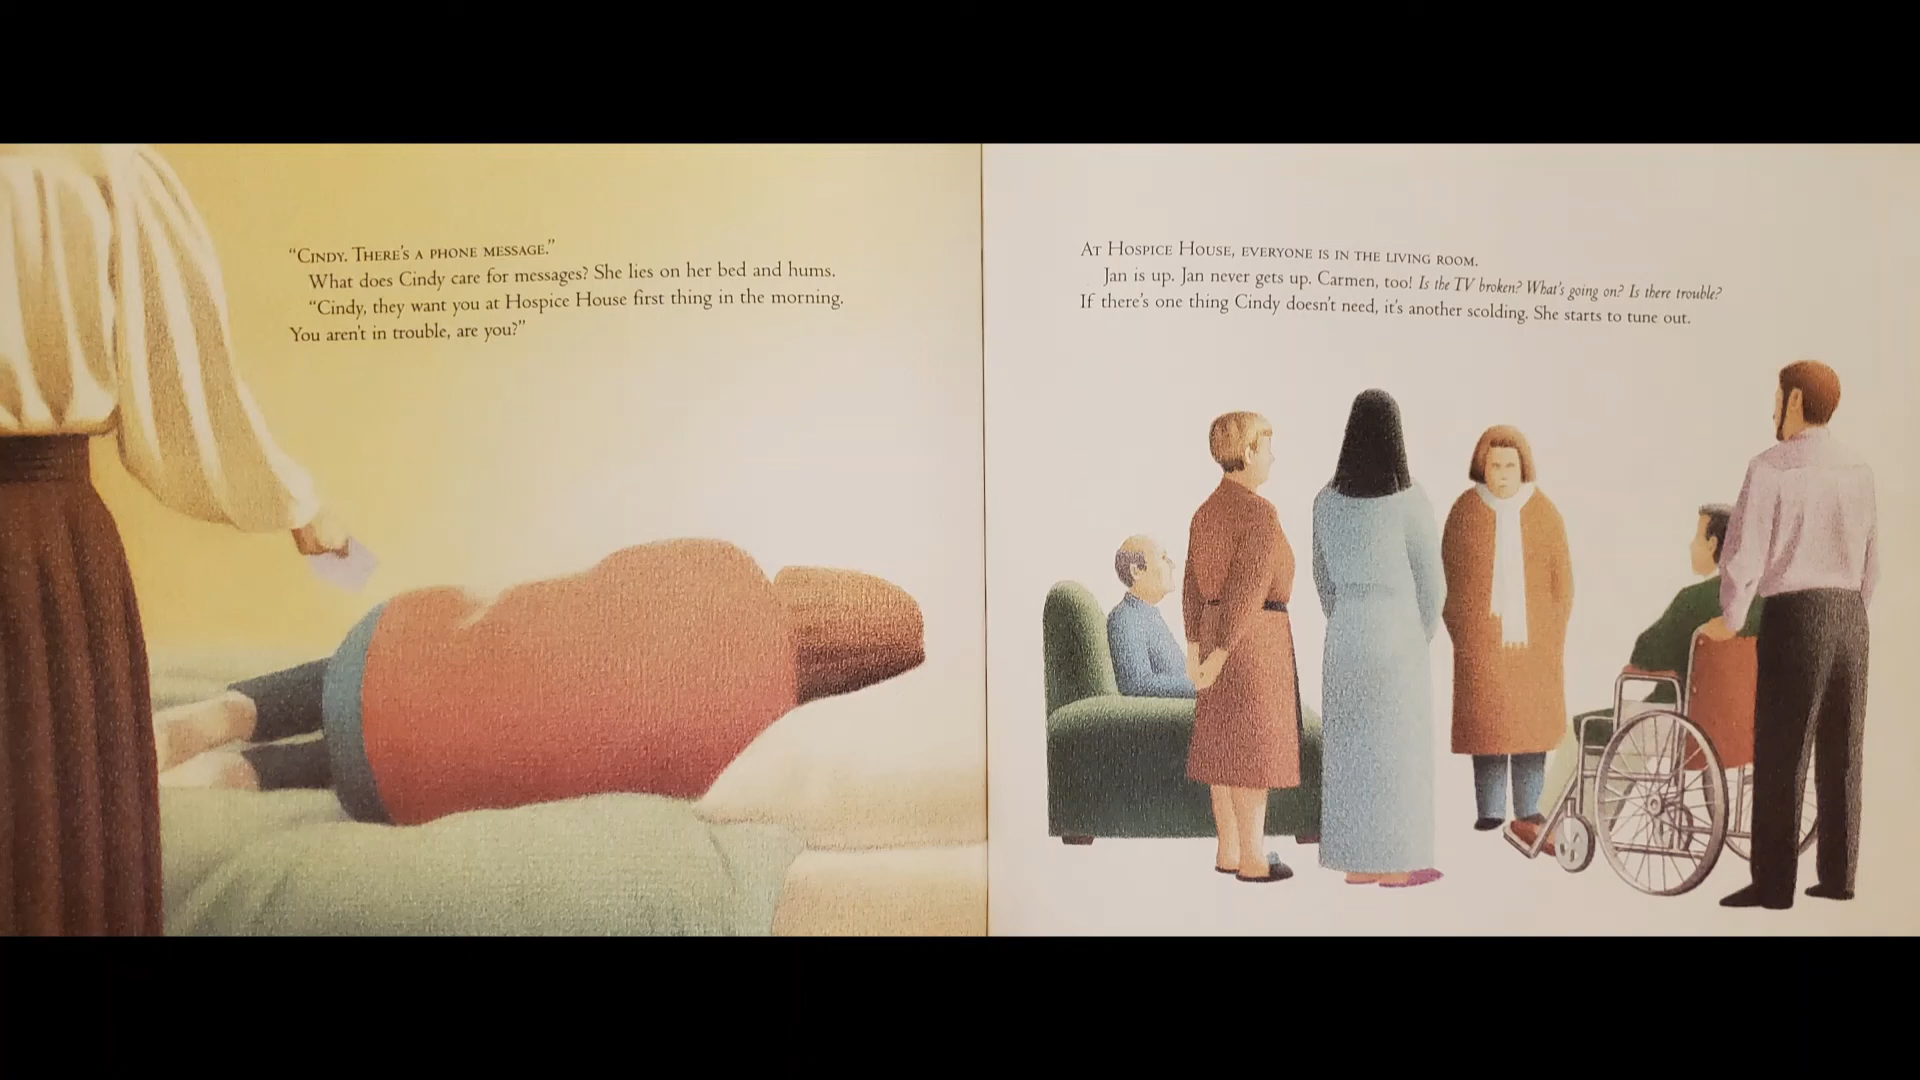 “CINDY. THERE’S A PHONE MESSAGE.”
What does Cindy care for messages? She lies on her bed and hums.
“Cindy, they want you at Hospice House first thing in the morning.
You aren’t in trouble, are you?”
AT HOSPICE HOUSE, EVERYONE IS IN THE LIVING ROOM.
Jan is up. Jan never gets up. Carmen, too! Is the TV broken? What’s going on? Is there trouble?
If there’s one thing Cindy doesn’t need, it’s another scolding. She starts to tune out.